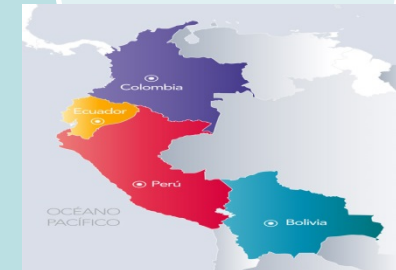 Colombia
Ecuador
Perú
OCÉANO
PACÍFICO
Bolivia